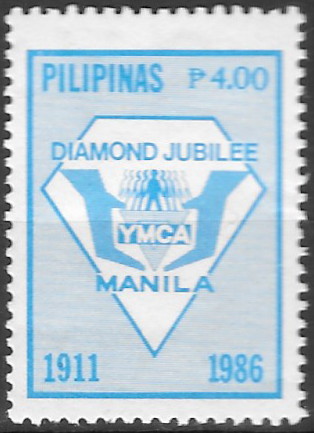 PILIPINAS ₱4.00
DIAMOND JUBILEE
YMCA
MANILA
1911 1986